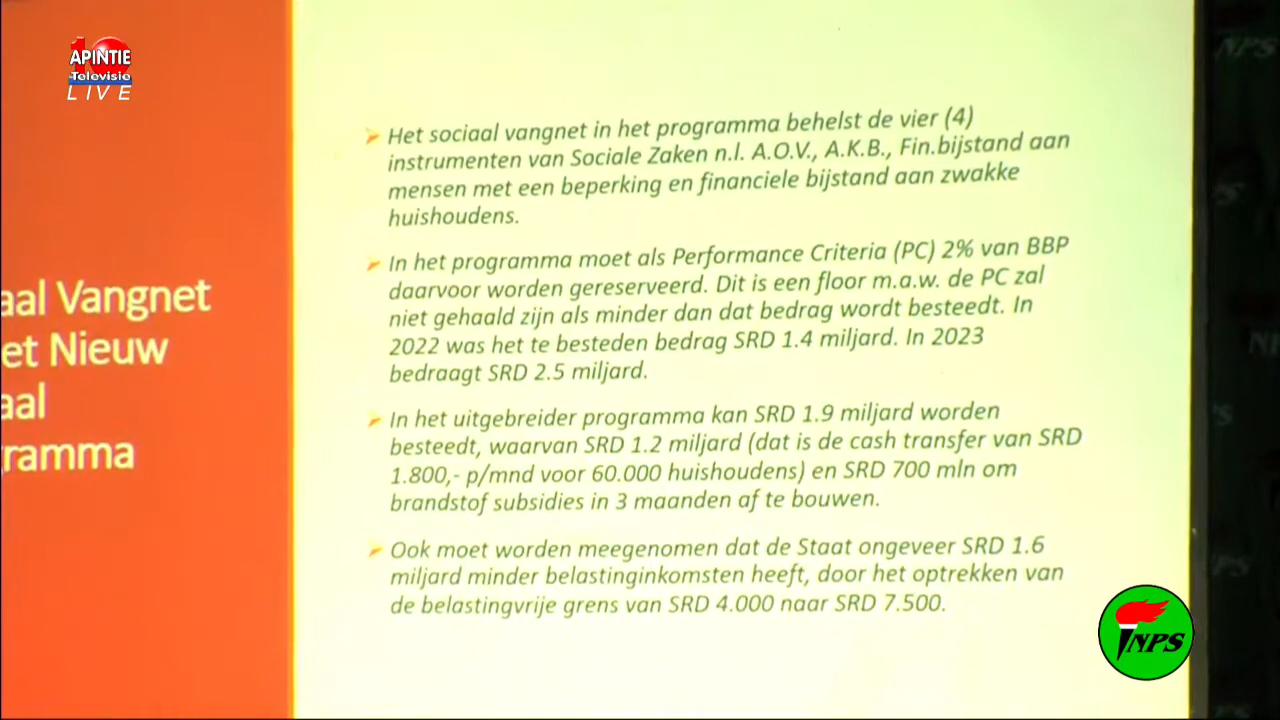 10
APINTIE
Televisie
LIVE
aal Vangnet
et Nieuw
aal
gramma
Het sociaal vangnet in het programma behelst de vier (4)
instrumenten van Sociale Zaken n.l. A.O.V., A.K.B., Fin.bijstand aan
mensen met een beperking en financiele bijstand aan zwakke
huishoudens.
In het programma moet als Performance Criteria (PC) 2% van BBP
daarvoor worden gereserveerd. Dit is een floor m.a.w. de PC zal
niet gehaald zijn als minder dan dat bedrag wordt besteedt. In
2022 was het te besteden bedrag SRD 1.4 miljard. In 2023
bedraagt SRD 2.5 miljard.
In het uitgebreider programma kan SRD 1.9 miljard worden
besteedt, waarvan SRD 1.2 miljard (dat is de cash transfer van SRD
1.800,- p/mnd voor 60.000 huishoudens) en SRD 700 mln om
brandstof subsidies in 3 maanden af te bouwen.
Ook moet worden meegenomen dat de Staat ongeveer SRD 1.6
miljard minder belastinginkomsten heeft, door het optrekken van
de belastingvrije grens van SRD 4.000 naar SRD 7.500.
NPS
NPS